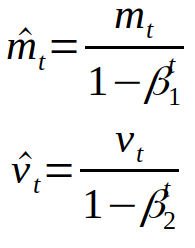 m̂_t = m_t / (1 − β_1^t)
v̂_t = v_t / (1 − β_2^t)